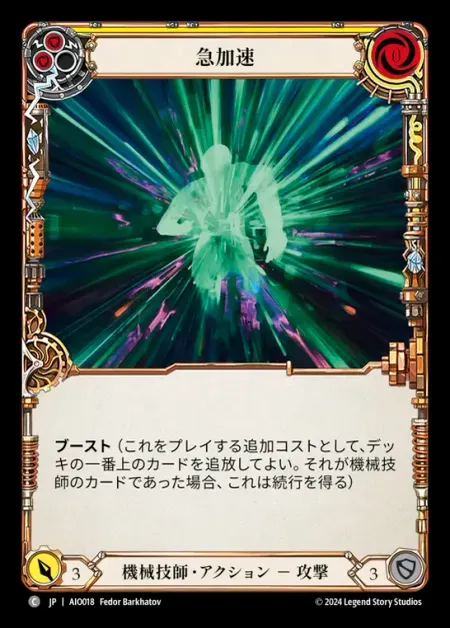 急加速
0
ブースト（これをプレイする追加コストとして、デッ
キの一番上のカードを追放してよい。それが機械技
師のカードであった場合、これは続行を得る）
3
機械技師・アクション － 攻撃
3
C JP | AIO018 Fedor Barkhatov
© 2024 Legend Story Studios